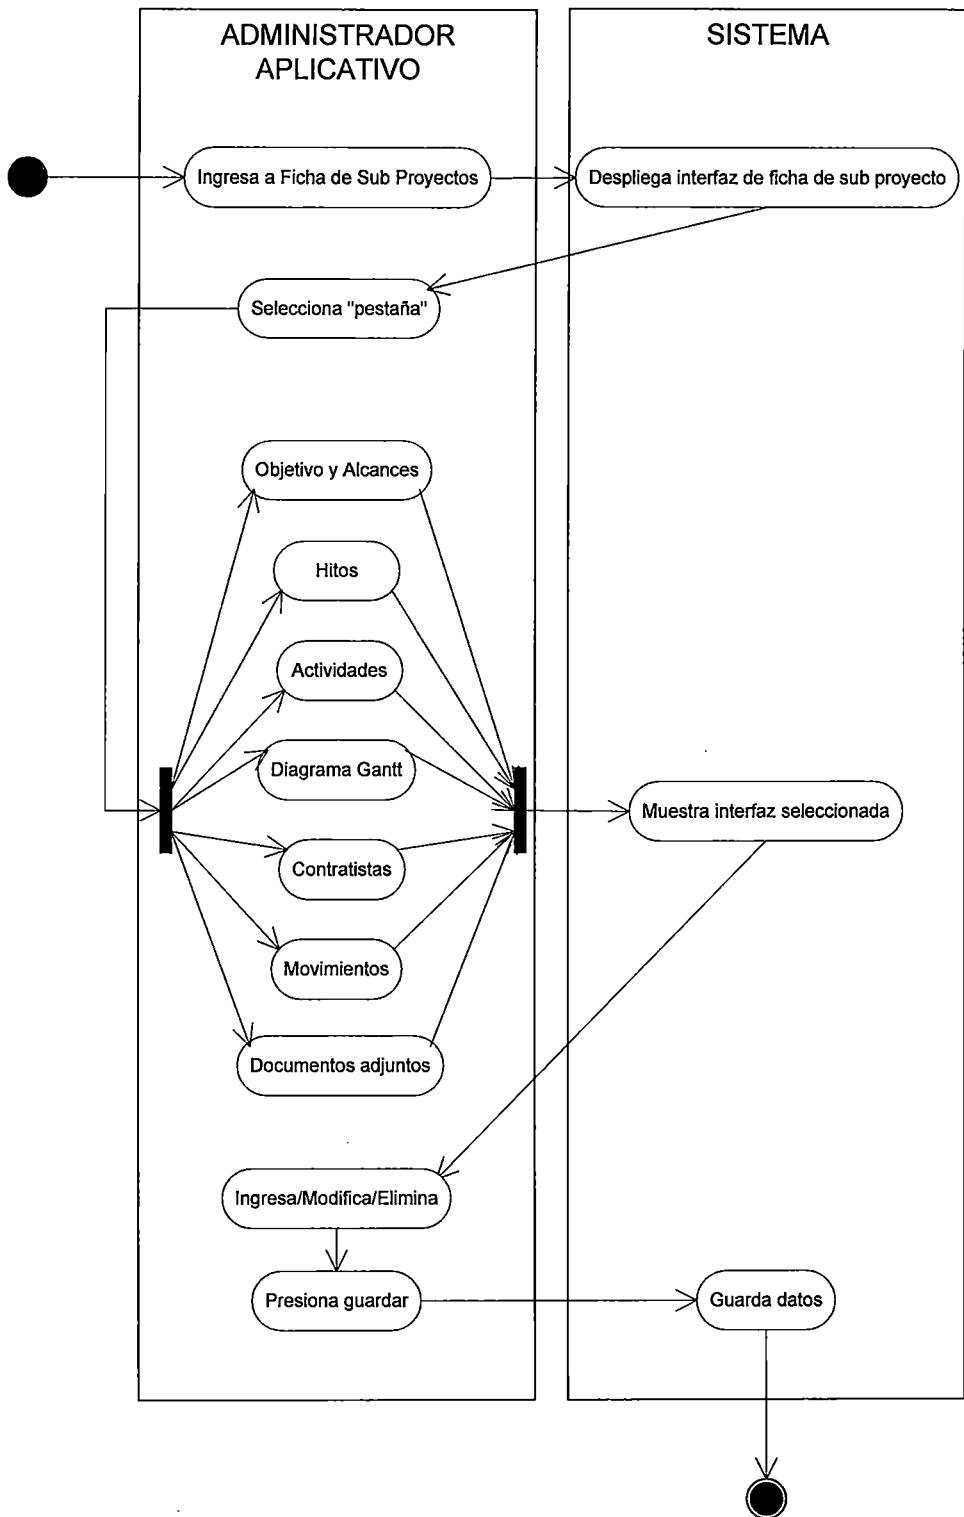 ADMINISTRADOR
APLICATIVO
SISTEMA
Ingresa a Ficha de Sub Proyectos
Despliega interfaz de ficha de sub proyecto
Selecciona "pestaña"
Objetivo y Alcances
Hitos
Actividades
Diagrama Gantt
Muestra interfaz seleccionada
Contratistas
Movimientos
Documentos adjuntos
Ingresa/Modifica/Elimina
Presiona guardar
Guarda datos